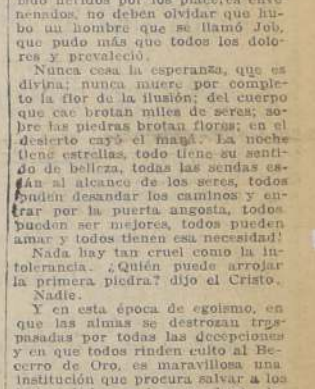 sido heridos por los placeres enve-
nenados, no deben olvidar que hu-
bo un hombre que se llamó Job,
que pudo más que todos los dolo-
res y prevaleció.
Nunca cesa la esperanza, que es
divina; nunca muere por comple-
to la flor de la ilusión; del cuerpo
que cae brotan miles de seres; so-
bre las piedras brotan flores; en el
desierto cayó el maná. La noche
tiene estrellas, todo tiene su senti-
do de belleza, todas las sendas es-
tán al alcance de los seres, todos
pueden desandar los caminos y en-
trar por la puerta angosta, todos
pueden ser mejores, todos pueden
amar y todos tienen esa necesidad!
Nada hay tan cruel como la in-
tolerancia. ¿Quién puede arrojar
la primera piedra? dijo el Cristo.
Nadie.
Y en esta época de egoísmo, en
que las almas se destrozan tras-
pasadas por todas las decepciones
y en que todos rinden culto al Be-
cerro de Oro, es maravillosa una
institución que procura salvar a los